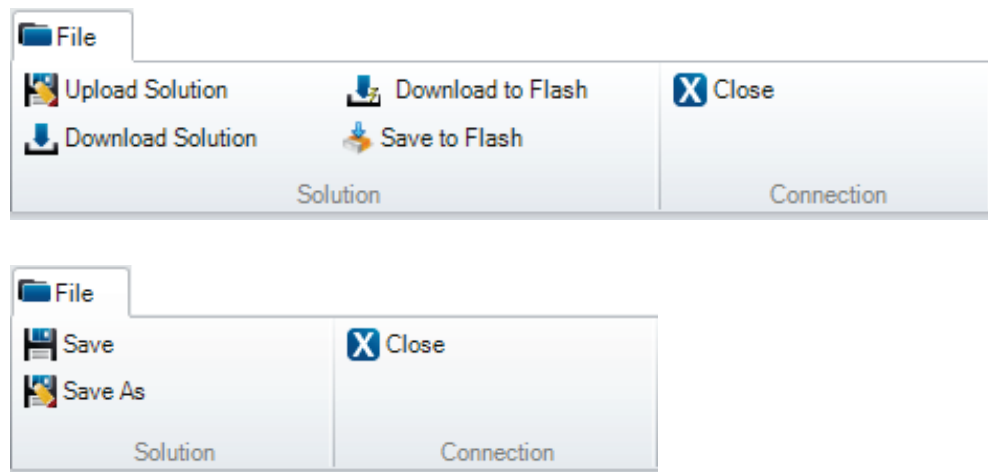 File
Upload Solution Download to Flash Close
Download Solution Save to Flash
Solution Connection
File
Save Close
Save As
Solution Connection